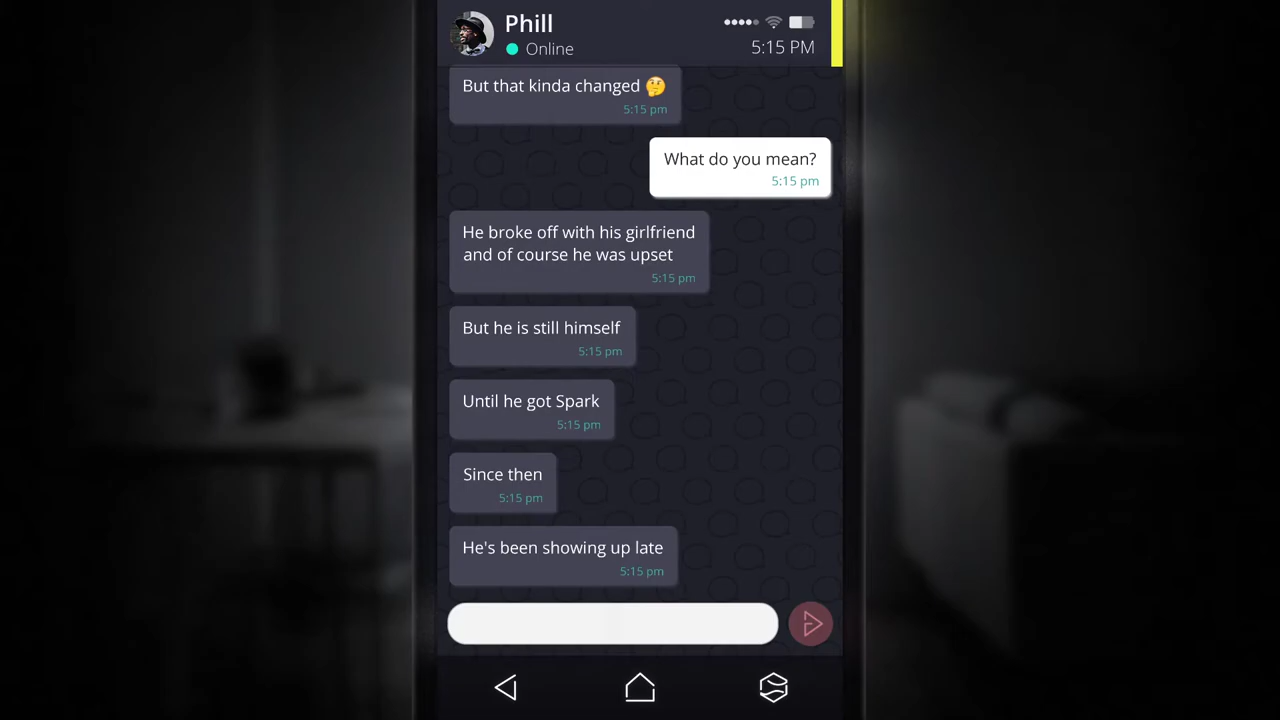 Phill
Online
5:15 PM
But that kinda changed 🤔
5:15 pm
What do you mean?
5:15 pm
He broke off with his girlfriend
and of course he was upset
5:15 pm
But he is still himself
5:15 pm
Until he got Spark
5:15 pm
Since then
5:15 pm
He's been showing up late
5:15 pm